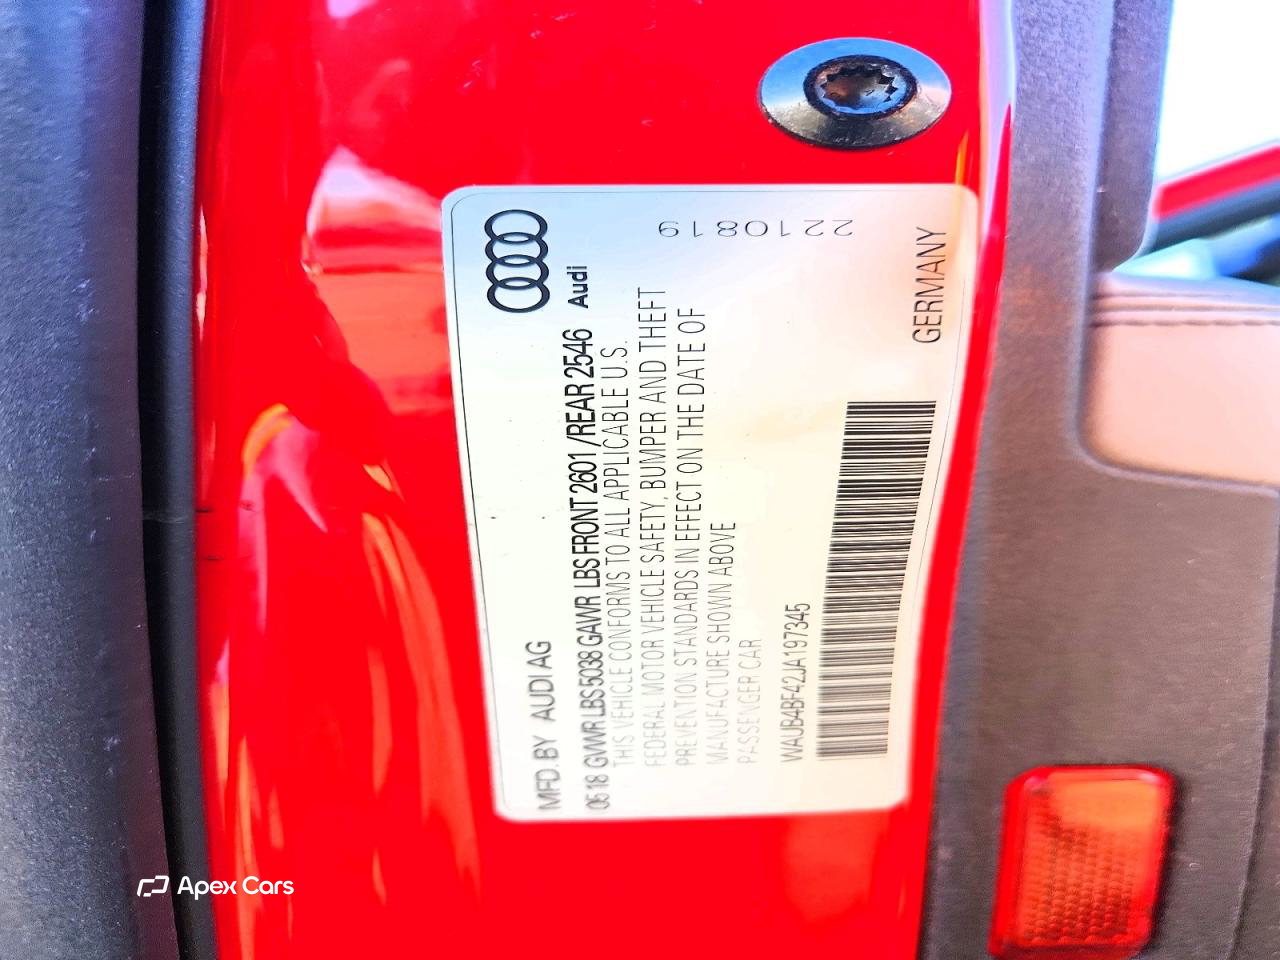 Audi
MFD. BY AUDI AG
0518 GVWR LBS 5038 GAWR LBS FRONT 2601 /REAR 2546
THIS VEHICLE CONFORMS TO ALL APPLICABLE U.S.
FEDERAL MOTOR VEHICLE SAFETY, BUMPER AND THEFT
PREVENTION STANDARDS IN EFFECT ON THE DATE OF
MANUFACTURE SHOWN ABOVE
PASSENGER CAR
WAUB4BF42JA197345
2210819
GERMANY
Apex Cars